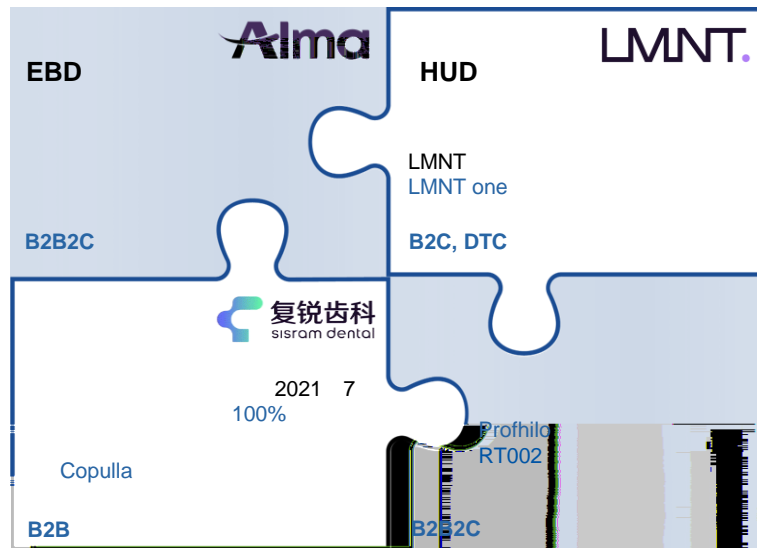 EBD
Alma
B2B2C
HUD
LMNT.
LMNT
LMNT one
B2C, DTC
复锐齿科
sisram dental
2021 7
100%
Copulla
B2B
Profhilo
RT002
B2B2C